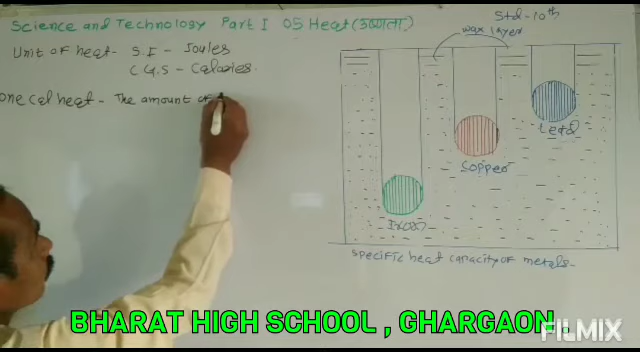 Science and Technology Part I 05 Heat (उष्णता)
Std-10th
Unit of heat - S.I - Joules
C.G.S - Calories.
One cal heat - The amount of
wax layer
Lead
Copper
Iron
Specific heat capacity of metals.
BHARAT HIGH SCHOOL , GHARGAON .
FILMIX